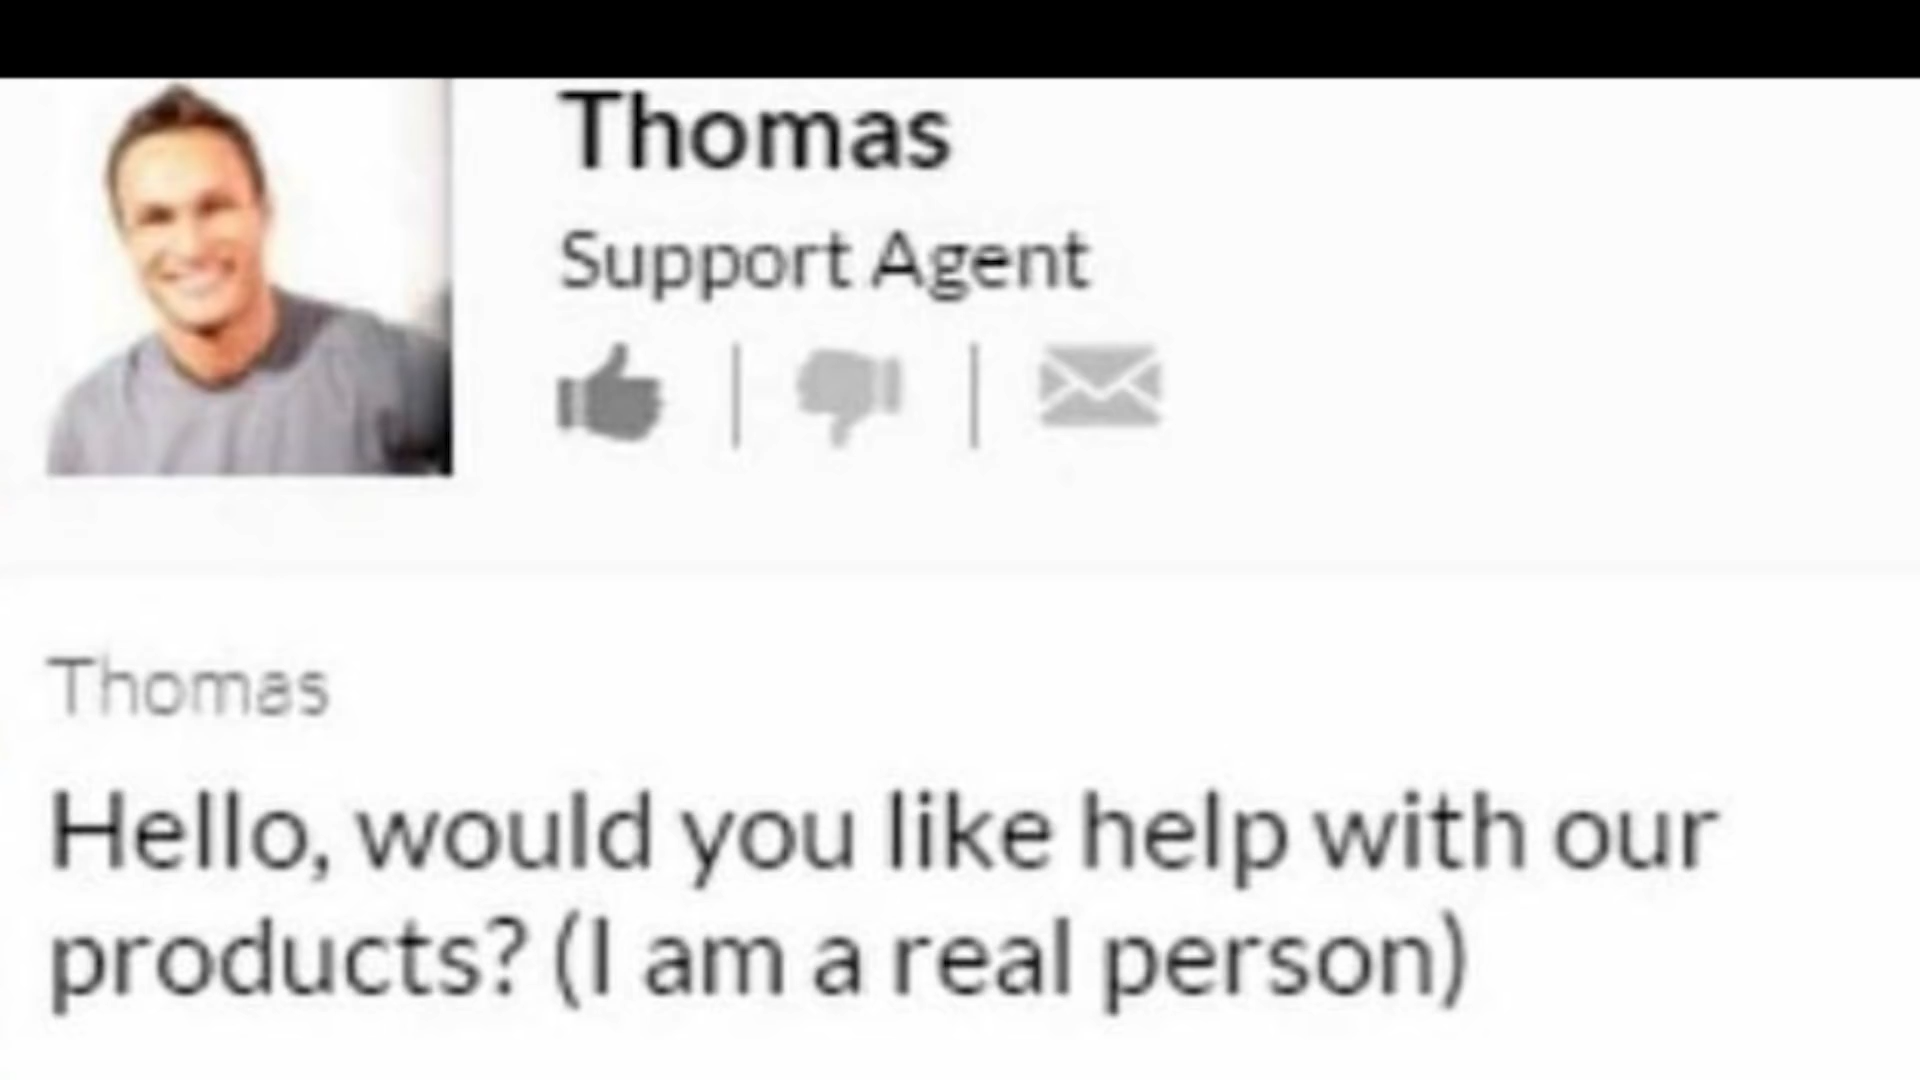 Thomas
Support Agent
Thomas
Hello, would you like help with our
products? (I am a real person)